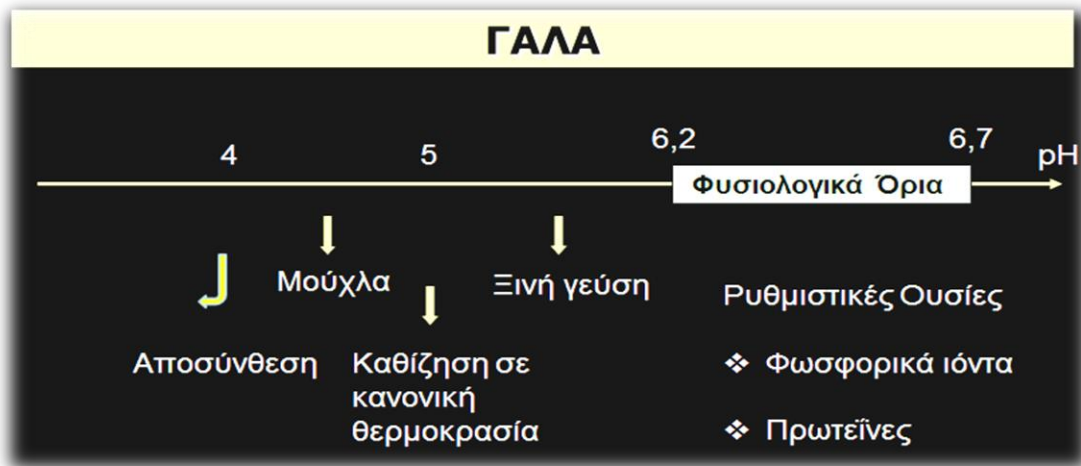 ΓΑΛΑ
4
5
6,2
6,7
pH
Φυσιολογικά Όρια
Μούχλα
Ξινή γεύση
Ρυθμιστικές Ουσίες
Αποσύνθεση
Καθίζηση σε
κανονική
θερμοκρασία
❖ Φωσφορικά ιόντα
❖ Πρωτεΐνες